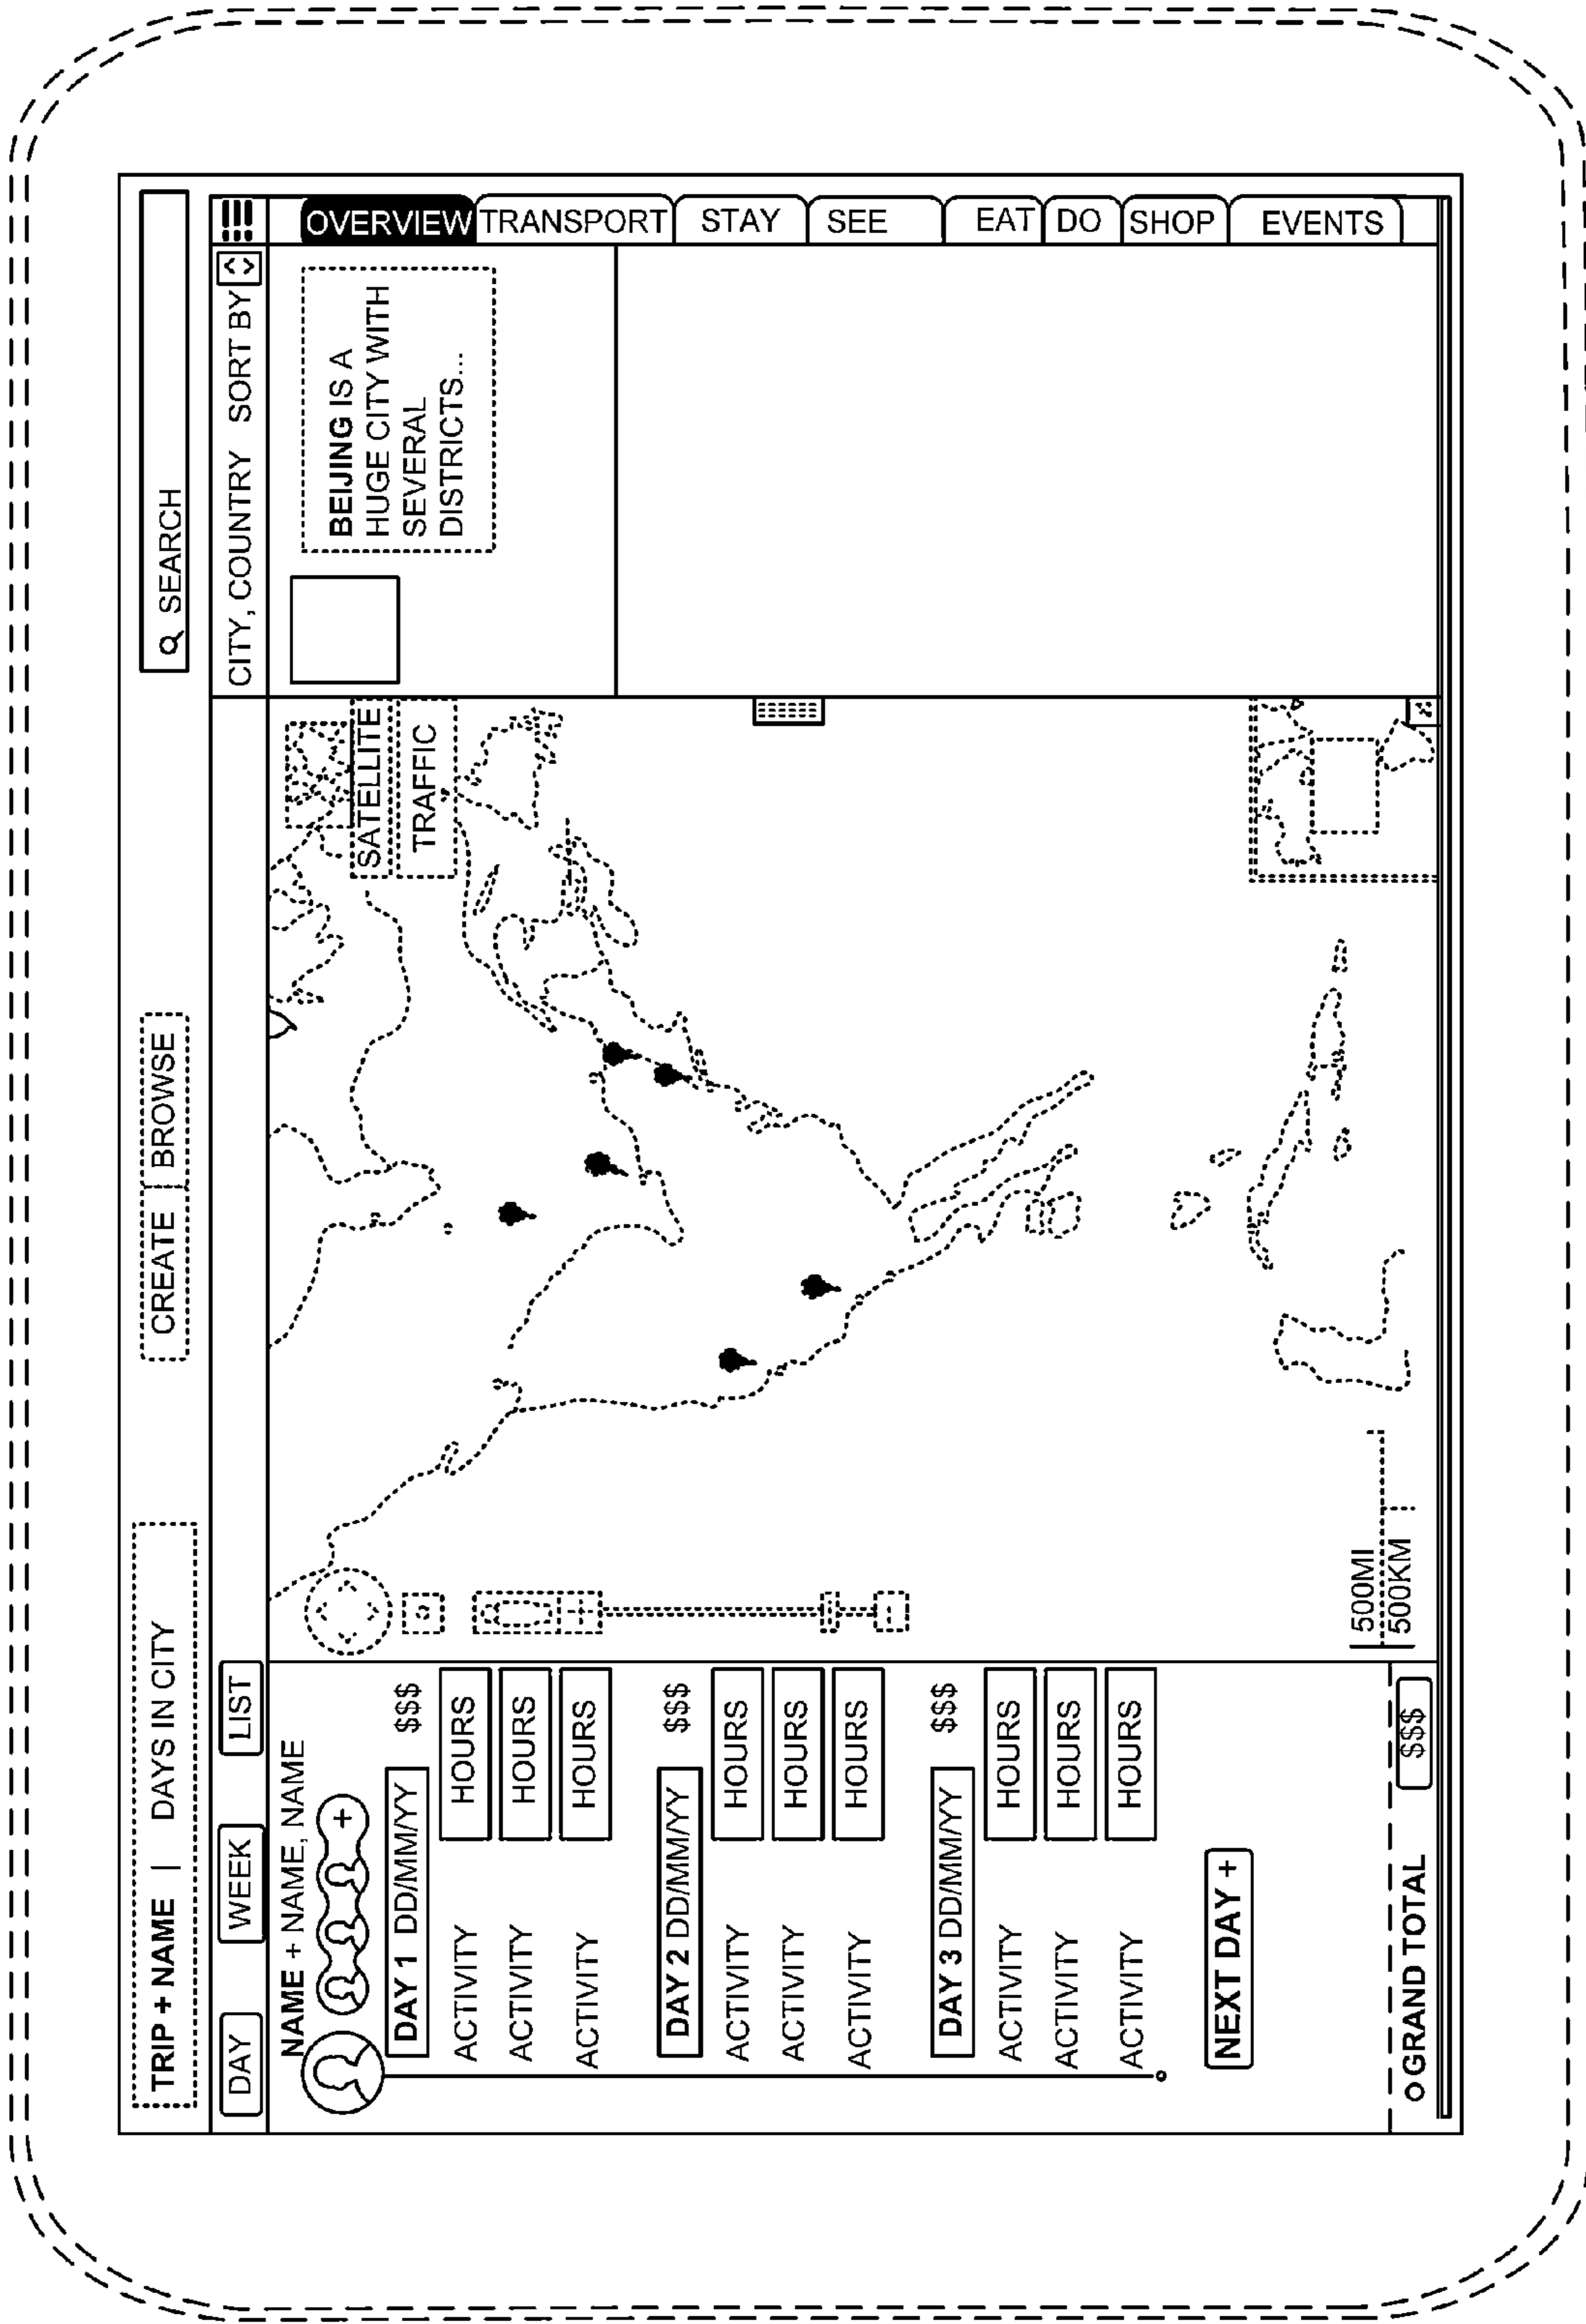 TRIP + NAME | DAYS IN CITY
CREATE BROWSE
SEARCH
DAY WEEK LIST
CITY, COUNTRY SORT BY
NAME + NAME, NAME
+
DAY 1 DD/MM/YY $$$
ACTIVITY HOURS
ACTIVITY HOURS
ACTIVITY HOURS
DAY 2 DD/MM/YY $$$
ACTIVITY HOURS
ACTIVITY HOURS
ACTIVITY HOURS
DAY 3 DD/MM/YY $$$
ACTIVITY HOURS
ACTIVITY HOURS
ACTIVITY HOURS
NEXT DAY +
GRAND TOTAL $$$
SATELLITE
TRAFFIC
500MI
500KM
BEIJING IS A
HUGE CITY WITH
SEVERAL
DISTRICTS...
OVERVIEW
TRANSPORT
STAY
SEE
EAT
DO
SHOP
EVENTS